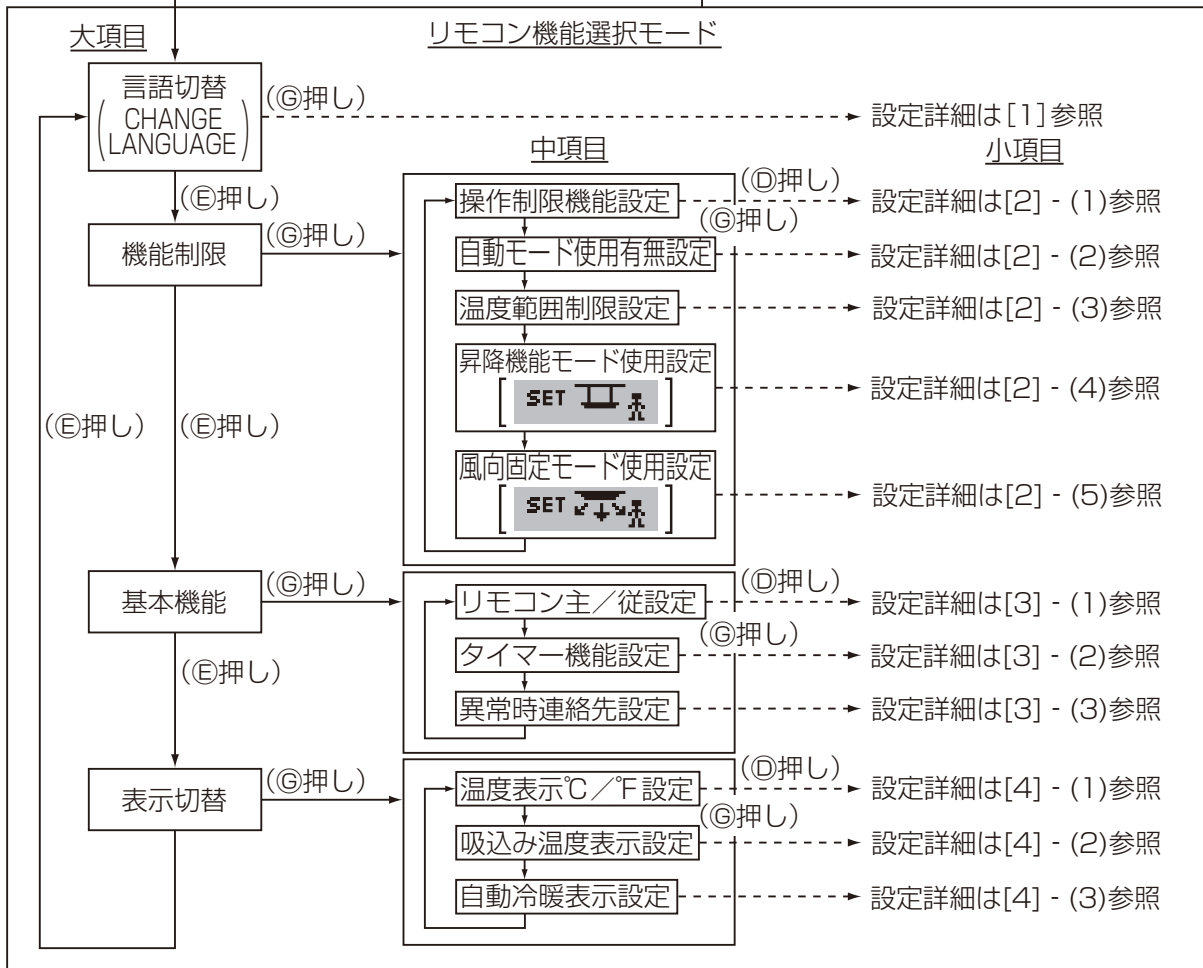 大項目
リモコン機能選択モード
言語切替
(CHANGE
LANGUAGE)
(Ⓖ押し)
設定詳細は[1]参照
中項目
小項目
(Ⓔ押し)
機能制限
(Ⓖ押し)
操作制限機能設定
(Ⓓ押し)
設定詳細は[2] - (1)参照
(Ⓖ押し)
自動モード使用有無設定
設定詳細は[2] - (2)参照
温度範囲制限設定
設定詳細は[2] - (3)参照
昇降機能モード使用設定
[SET]
設定詳細は[2] - (4)参照
(Ⓔ押し)
(Ⓔ押し)
風向固定モード使用設定
[SET]
設定詳細は[2] - (5)参照
基本機能
(Ⓖ押し)
リモコン主／従設定
(Ⓓ押し)
設定詳細は[3] - (1)参照
(Ⓖ押し)
タイマー機能設定
設定詳細は[3] - (2)参照
(Ⓔ押し)
異常時連絡先設定
設定詳細は[3] - (3)参照
表示切替
(Ⓖ押し)
温度表示℃／℉設定
(Ⓓ押し)
設定詳細は[4] - (1)参照
(Ⓖ押し)
吸込み温度表示設定
設定詳細は[4] - (2)参照
自動冷暖表示設定
設定詳細は[4] - (3)参照